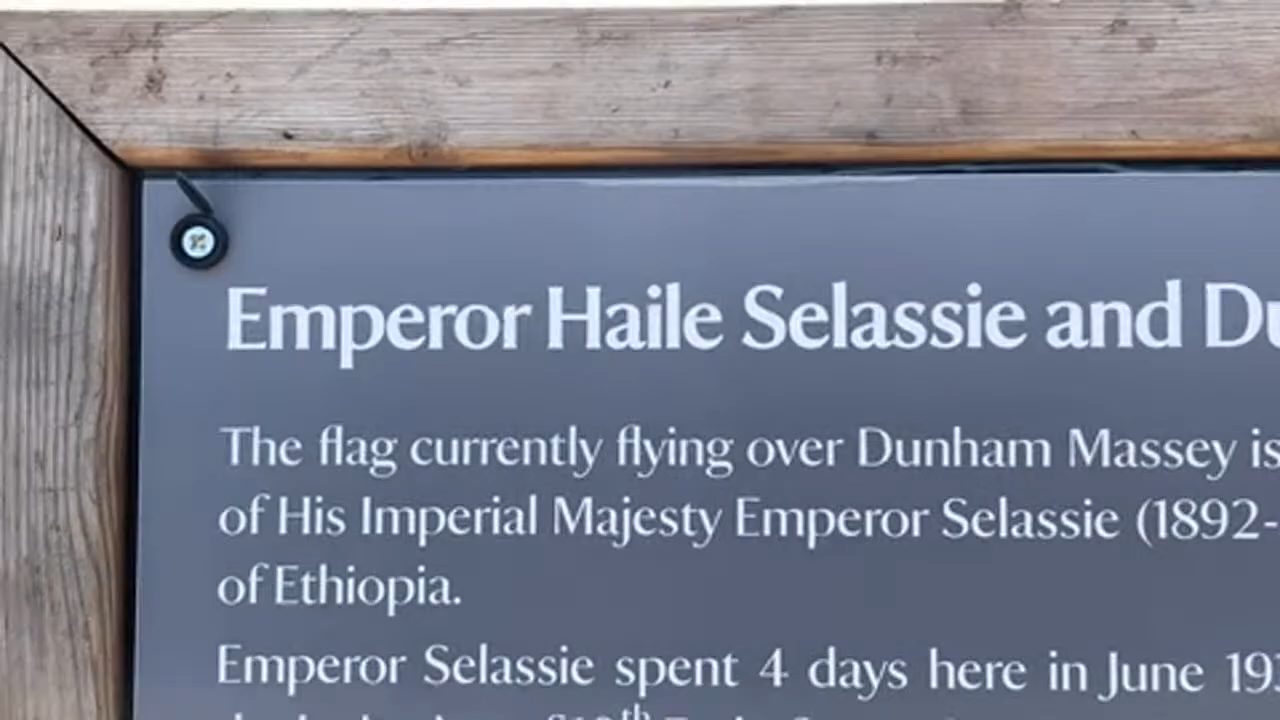 Emperor Haile Selassie and Du
The flag currently flying over Dunham Massey is
of His Imperial Majesty Emperor Selassie (1892-
of Ethiopia.
Emperor Selassie spent 4 days here in June 193